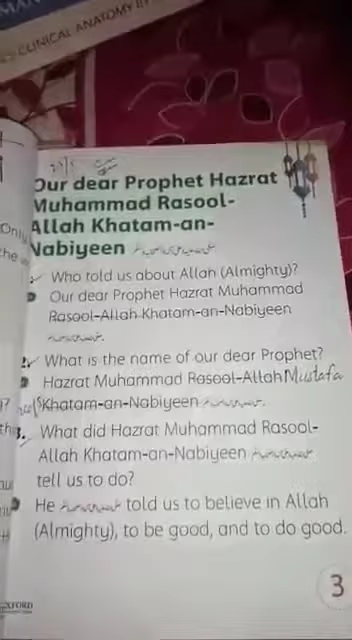 CLINICAL ANATOMY BY
Our dear Prophet Hazrat
Muhammad Rasool-
Allah Khatam-an-
Nabiyeen
Who told us about Allah (Almighty)?
Our dear Prophet Hazrat Muhammad
Rasool-Allah Khatam-an-Nabiyeen
2. What is the name of our dear Prophet?
Hazrat Muhammad Rasool-Allah Mustafa
Khatam-an-Nabiyeen
3. What did Hazrat Muhammad Rasool-
Allah Khatam-an-Nabiyeen
tell us to do?
He told us to believe in Allah
(Almighty), to be good, and to do good.
3
OXFORD